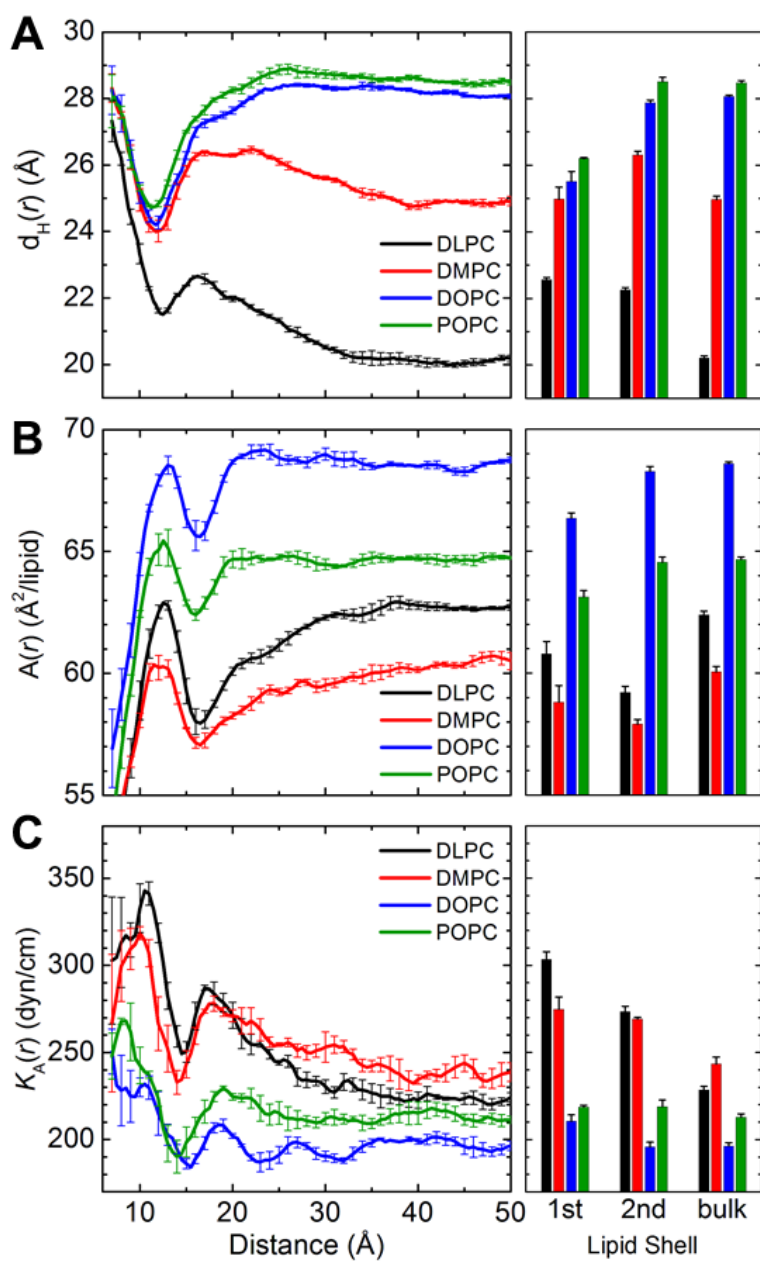 A
30
28
26
24
22
20
d_H(r) (Å)
DLPC
DMPC
DOPC
POPC
B
70
65
60
55
A(r) (Å²/lipid)
DLPC
DMPC
DOPC
POPC
C
350
300
250
200
K_A(r) (dyn/cm)
DLPC
DMPC
DOPC
POPC
10 20 30 40 50
Distance (Å)
1st 2nd bulk
Lipid Shell